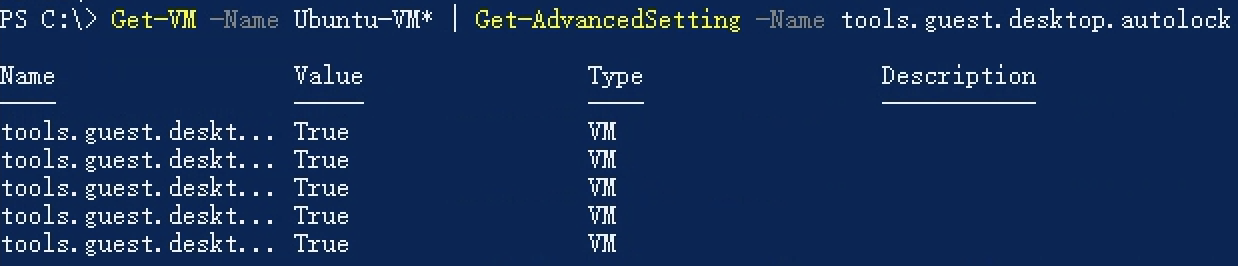 PS C:\> Get-VM -Name Ubuntu-VM* | Get-AdvancedSetting -Name tools.guest.desktop.autolock
Name Value Type Description
tools.guest.deskt... True VM
tools.guest.deskt... True VM
tools.guest.deskt... True VM
tools.guest.deskt... True VM
tools.guest.deskt... True VM